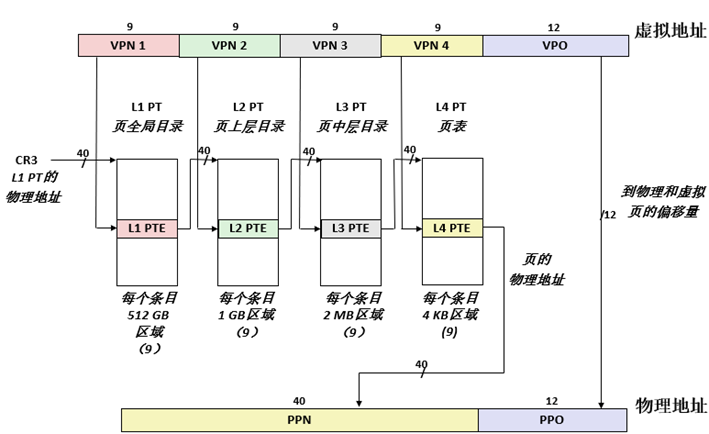 9 9 9 9 12
VPN 1 VPN 2 VPN 3 VPN 4 VPO 虚拟地址
L1 PT L2 PT L3 PT L4 PT
页全局目录 页上层目录 页中层目录 页表
CR3 40 40 40 40
L1 PT的
物理地址
到物理和虚拟
页的偏移量
/12
L1 PTE L2 PTE L3 PTE L4 PTE
页的
物理地址
每个条目 每个条目 每个条目 每个条目
512 GB 1 GB区域 2 MB区域 4 KB区域
区域 （9） （9） (9)
（9）
40
40 12
PPN PPO 物理地址